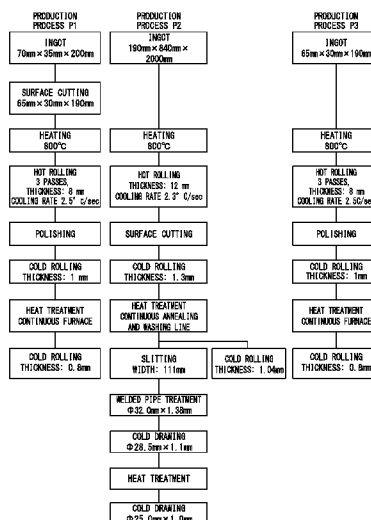 PRODUCTION
PROCESS P1
INGOT
70mm×35mm×200mm
SURFACE CUTTING
65mm×30mm×190mm
HEATING
800°C
HOT ROLLING
3 PASSES,
THICKNESS: 8 mm
COOLING RATE 2.5° C/sec
POLISHING
COLD ROLLING
THICKNESS: 1 mm
HEAT TREATMENT
CONTINUOUS FURNACE
COLD ROLLING
THICKNESS: 0.8mm
PRODUCTION
PROCESS P2
INGOT
190mm×840mm×
2000mm
HEATING
800°C
HOT ROLLING
THICKNESS: 12 mm
COOLING RATE 2.3° C/sec
SURFACE CUTTING
COLD ROLLING
THICKNESS: 1.3mm
HEAT TREATMENT
CONTINUOUS ANNEALING
AND WASHING LINE
SLITTING
WIDTH: 111mm
COLD ROLLING
THICKNESS: 1.04mm
WELDED PIPE TREATMENT
Φ32.0mm×1.38mm
COLD DRAWING
Φ28.5mm×1.1mm
HEAT TREATMENT
COLD DRAWING
Φ25.0mm×1.0mm
PRODUCTION
PROCESS P3
INGOT
65mm×30mm×190mm
HEATING
800°C
HOT ROLLING
3 PASSES,
THICKNESS: 8 mm
COOLING RATE 2.5C/sec
POLISHING
COLD ROLLING
THICKNESS: 1mm
HEAT TREATMENT
CONTINUOUS FURNACE
COLD ROLLING
THICKNESS: 0.8mm